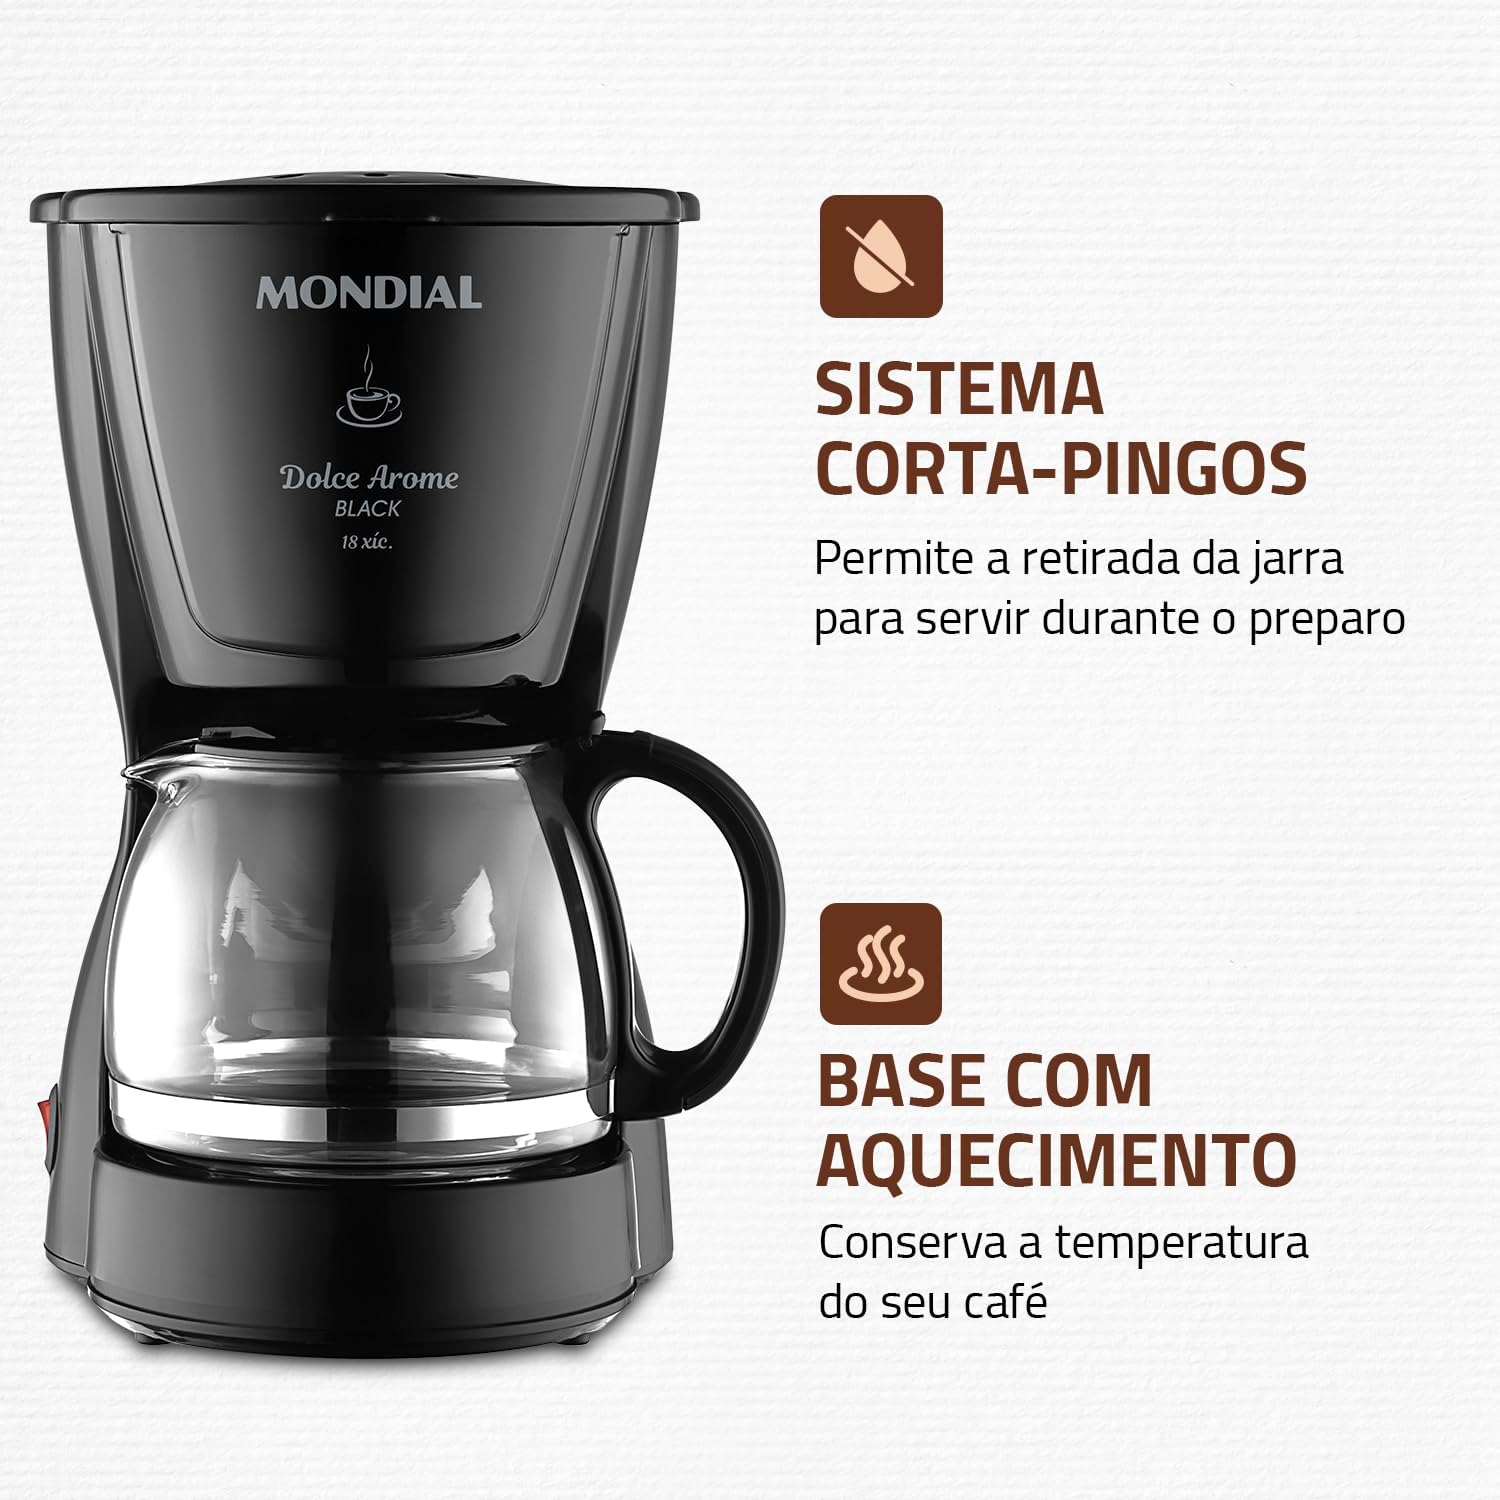 MONDIAL
Dolce Arome
BLACK
18 xíc.
SISTEMA
CORTA-PINGOS
Permite a retirada da jarra
para servir durante o preparo
BASE COM
AQUECIMENTO
Conserva a temperatura
do seu café